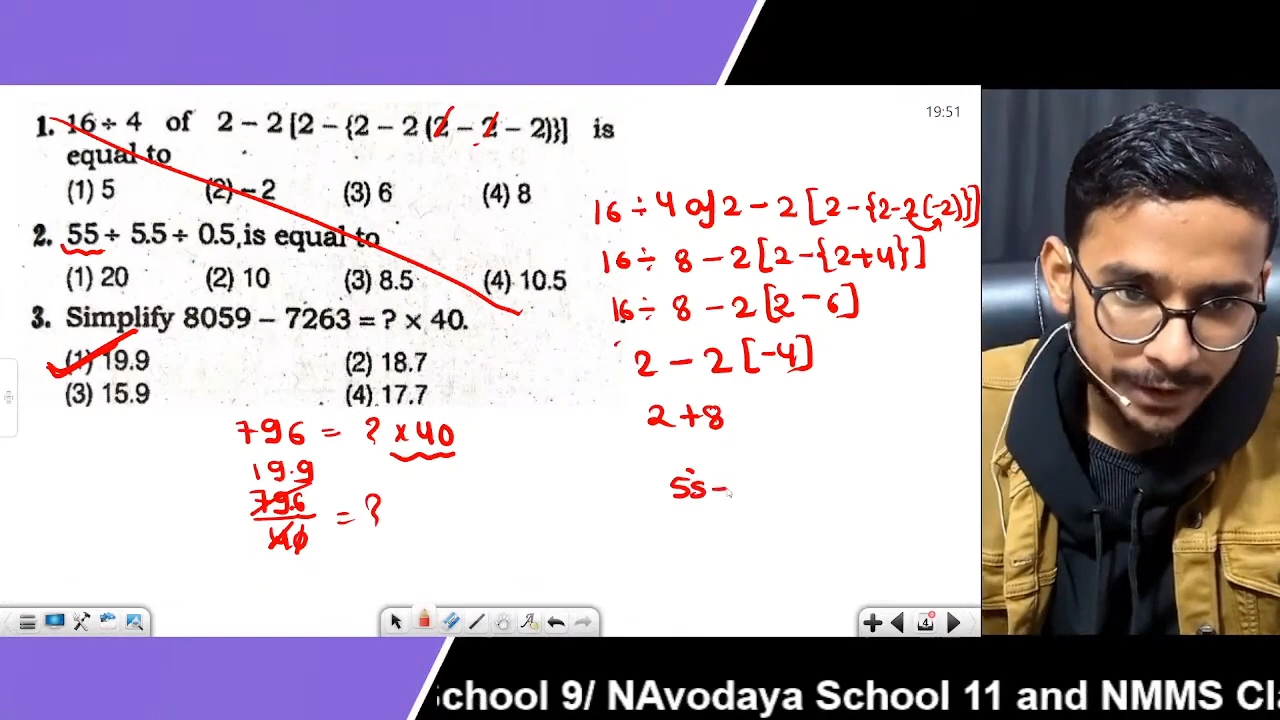 19:51
1. 16 ÷ 4 of 2 – 2 [2 – {2 – 2 (2 – 2 – 2)}] is
equal to
(1) 5 (2) – 2 (3) 6 (4) 8
2. 55 ÷ 5.5 ÷ 0.5, is equal to
(1) 20 (2) 10 (3) 8.5 (4) 10.5
3. Simplify 8059 – 7263 = ? × 40.
(1) 19.9 (2) 18.7
(3) 15.9 (4) 17.7
796 = ? × 40
19.9
796
40
= ?
16 ÷ 4 of 2 – 2 [2 – {2 – 2 (–2)}]
16 ÷ 8 – 2 [2 – {2 + 4}]
16 ÷ 8 – 2 [2 – 6]
2 – 2 [–4]
2 + 8
55 –
4
School 9/ NAvodaya School 11 and NMMS Cl